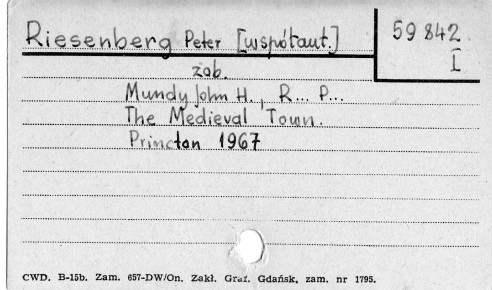 Riesenberg Peter [współaut.]
59 842
I
zob.
Mundy John H., R... P...
The Medieval Town.
Princton 1967
CWD. B-15b. Zam. 657-DW/On. Zakł. Graf. Gdańsk, zam. nr 1795.